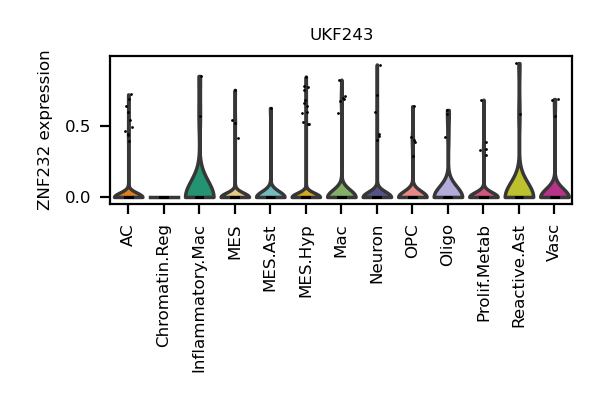 UKF243
ZNF232 expression
0.5
0.0
AC
Chromatin.Reg
Inflammatory.Mac
MES
MES.Ast
MES.Hyp
Mac
Neuron
OPC
Oligo
Prolif.Metab
Reactive.Ast
Vasc